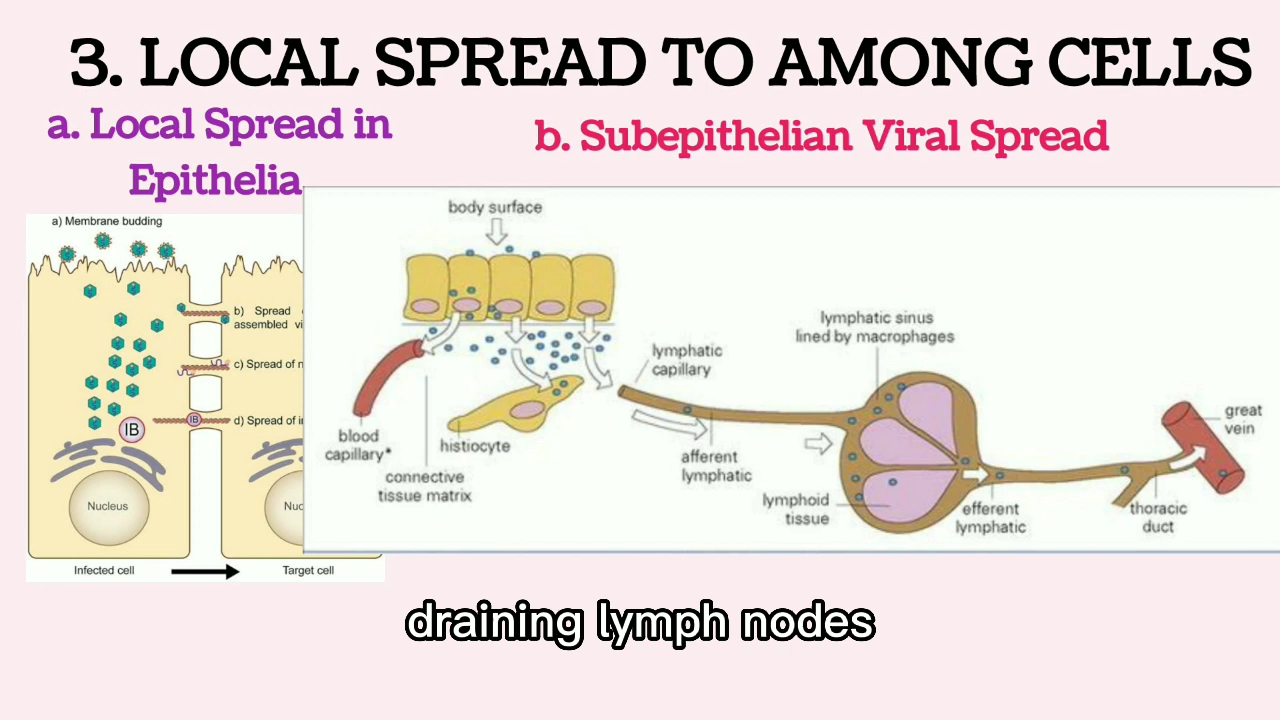 3. LOCAL SPREAD TO AMONG CELLS
a. Local Spread in
Epithelia
b. Subepithelian Viral Spread
a) Membrane budding
b) Spread
assembled vi
c) Spread of n
d) Spread of i
IB
IB
Nucleus
Nuc
Infected cell
Target cell
body surface
blood
capillary*
connective
tissue matrix
histiocyte
lymphatic
capillary
afferent
lymphatic
lymphatic sinus
lined by macrophages
lymphoid
tissue
efferent
lymphatic
thoracic
duct
great
vein
draining lymph nodes